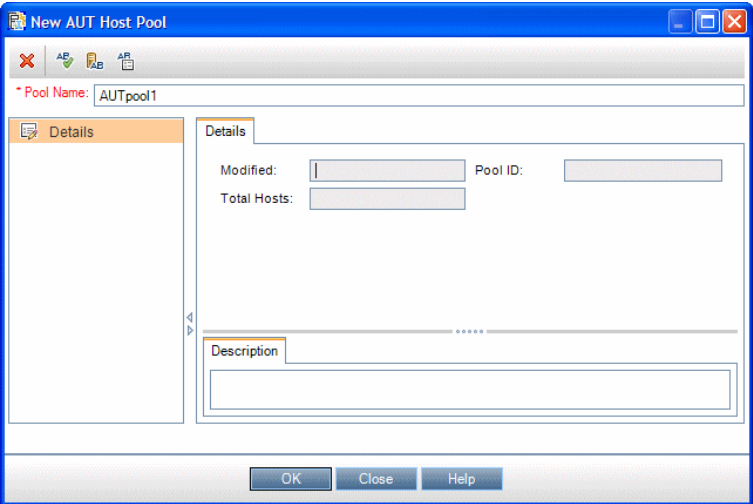 New AUT Host Pool
* Pool Name: AUTpool1
Details
Details
Modified: Pool ID:
Total Hosts:
Description
OK Close Help